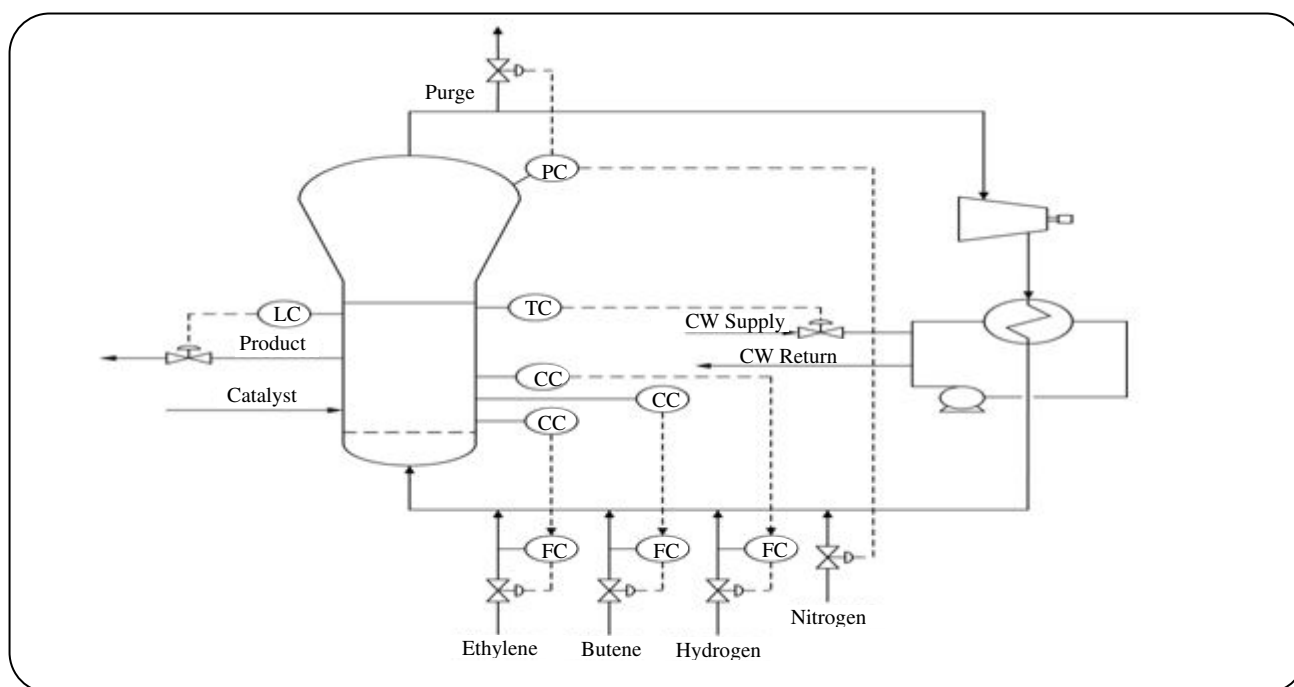 Purge
PC
LC
TC
CW Supply
Product
CW Return
CC
Catalyst
CC
CC
FC
FC
FC
Nitrogen
Ethylene
Butene
Hydrogen